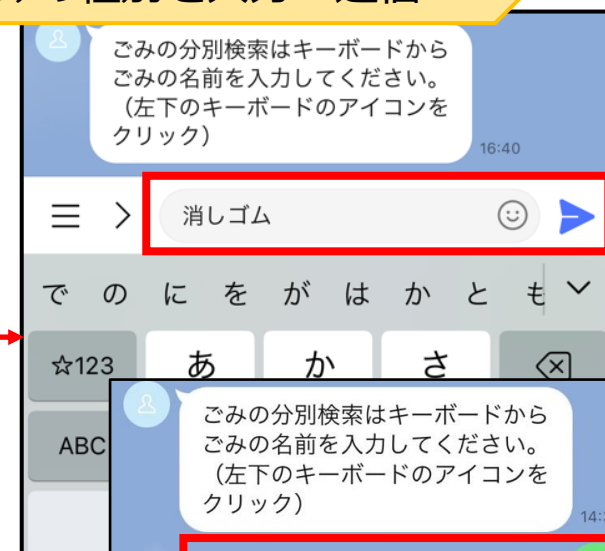 ごみの分別検索はキーボードから
ごみの名前を入力してください。
（左下のキーボードのアイコンを
クリック）
16:40
消しゴム
で の に を が は か と も
☆123 あ か さ
ABC
ごみの分別検索はキーボードから
ごみの名前を入力してください。
（左下のキーボードのアイコンを
クリック）